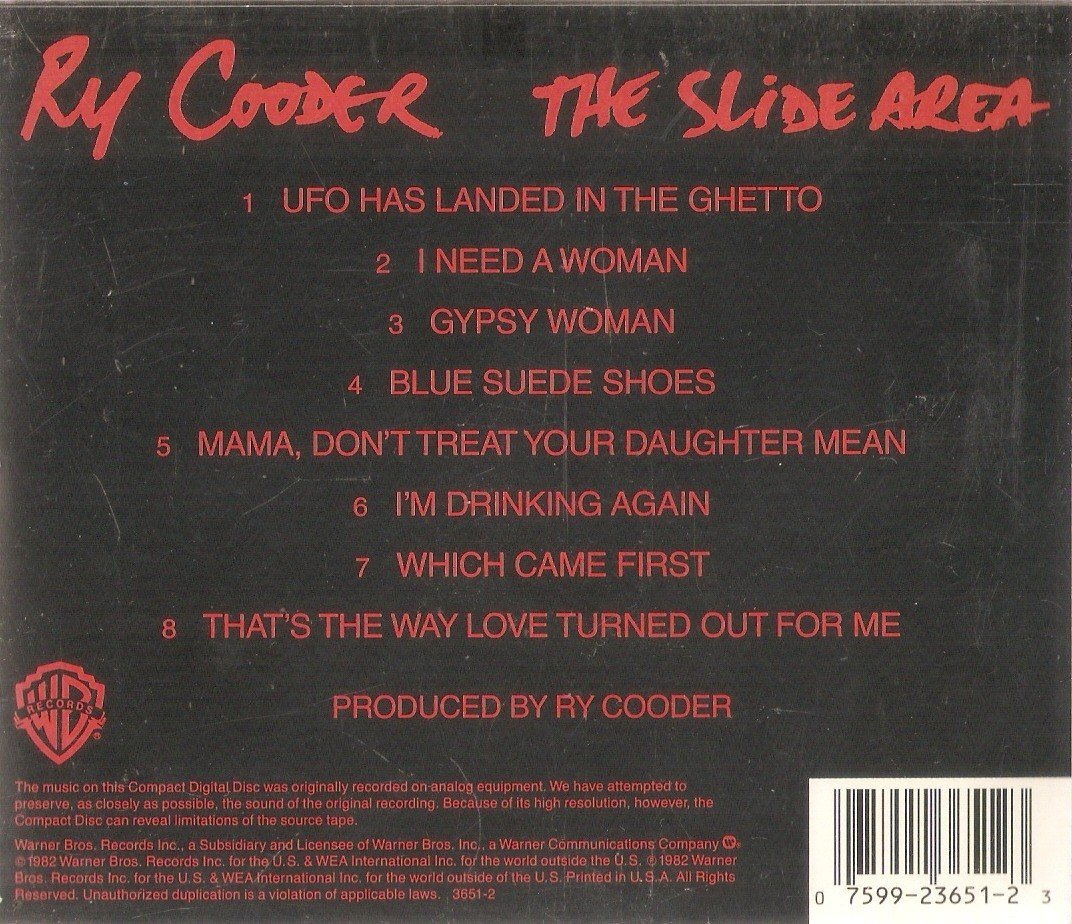 Ry Cooder THE SLiDE AREA
1 UFO HAS LANDED IN THE GHETTO
2 I NEED A WOMAN
3 GYPSY WOMAN
4 BLUE SUEDE SHOES
5 MAMA, DON'T TREAT YOUR DAUGHTER MEAN
6 I'M DRINKING AGAIN
7 WHICH CAME FIRST
8 THAT'S THE WAY LOVE TURNED OUT FOR ME
PRODUCED BY RY COODER
WB
RECORDS
The music on this Compact Digital Disc was originally recorded on analog equipment. We have attempted to
preserve, as closely as possible, the sound of the original recording. Because of its high resolution, however, the
Compact Disc can reveal limitations of the source tape.
Warner Bros. Records Inc., a Subsidiary and Licensee of Warner Bros. Inc., a Warner Communications Company
© 1982 Warner Bros. Records Inc. for the U.S. & WEA International Inc. for the world outside the U.S. ℗ 1982 Warner
Bros. Records Inc. for the U.S. & WEA International Inc. for the world outside of the U.S. Printed in U.S.A. All Rights
Reserved. Unauthorized duplication is a violation of applicable laws. 3651-2
0 7599-23651-2 3